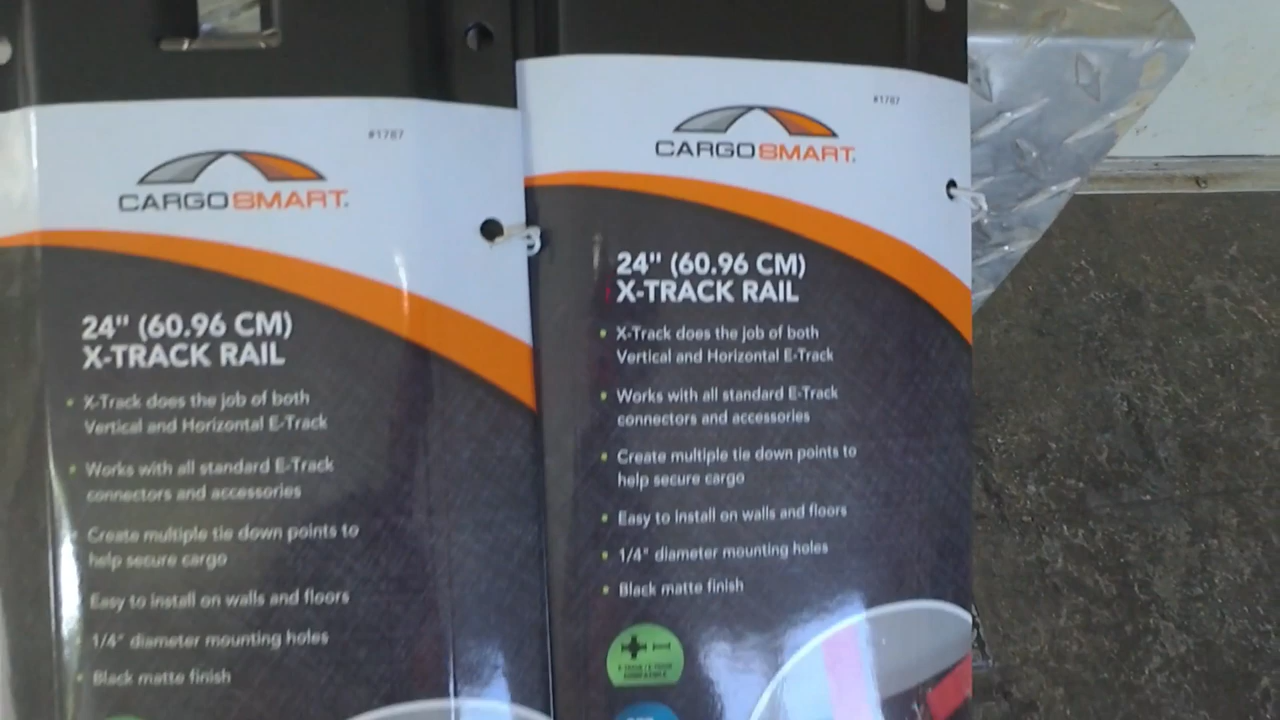 #1787
CARGOSMART.
24" (60.96 CM)
X-TRACK RAIL
• X-Track does the job of both
Vertical and Horizontal E-Track
• Works with all standard E-Track
connectors and accessories
Create multiple tie down points to
help secure cargo
Easy to install on walls and floors
• 1/4" diameter mounting holes
• Black matte finish
#1787
CARGOSMART.
24" (60.96 CM)
X-TRACK RAIL
• X-Track does the job of both
Vertical and Horizontal E-Track
• Works with all standard E-Track
connectors and accessories
• Create multiple tie down points to
help secure cargo
• Easy to install on walls and floors
• 1/4" diameter mounting holes
• Black matte finish